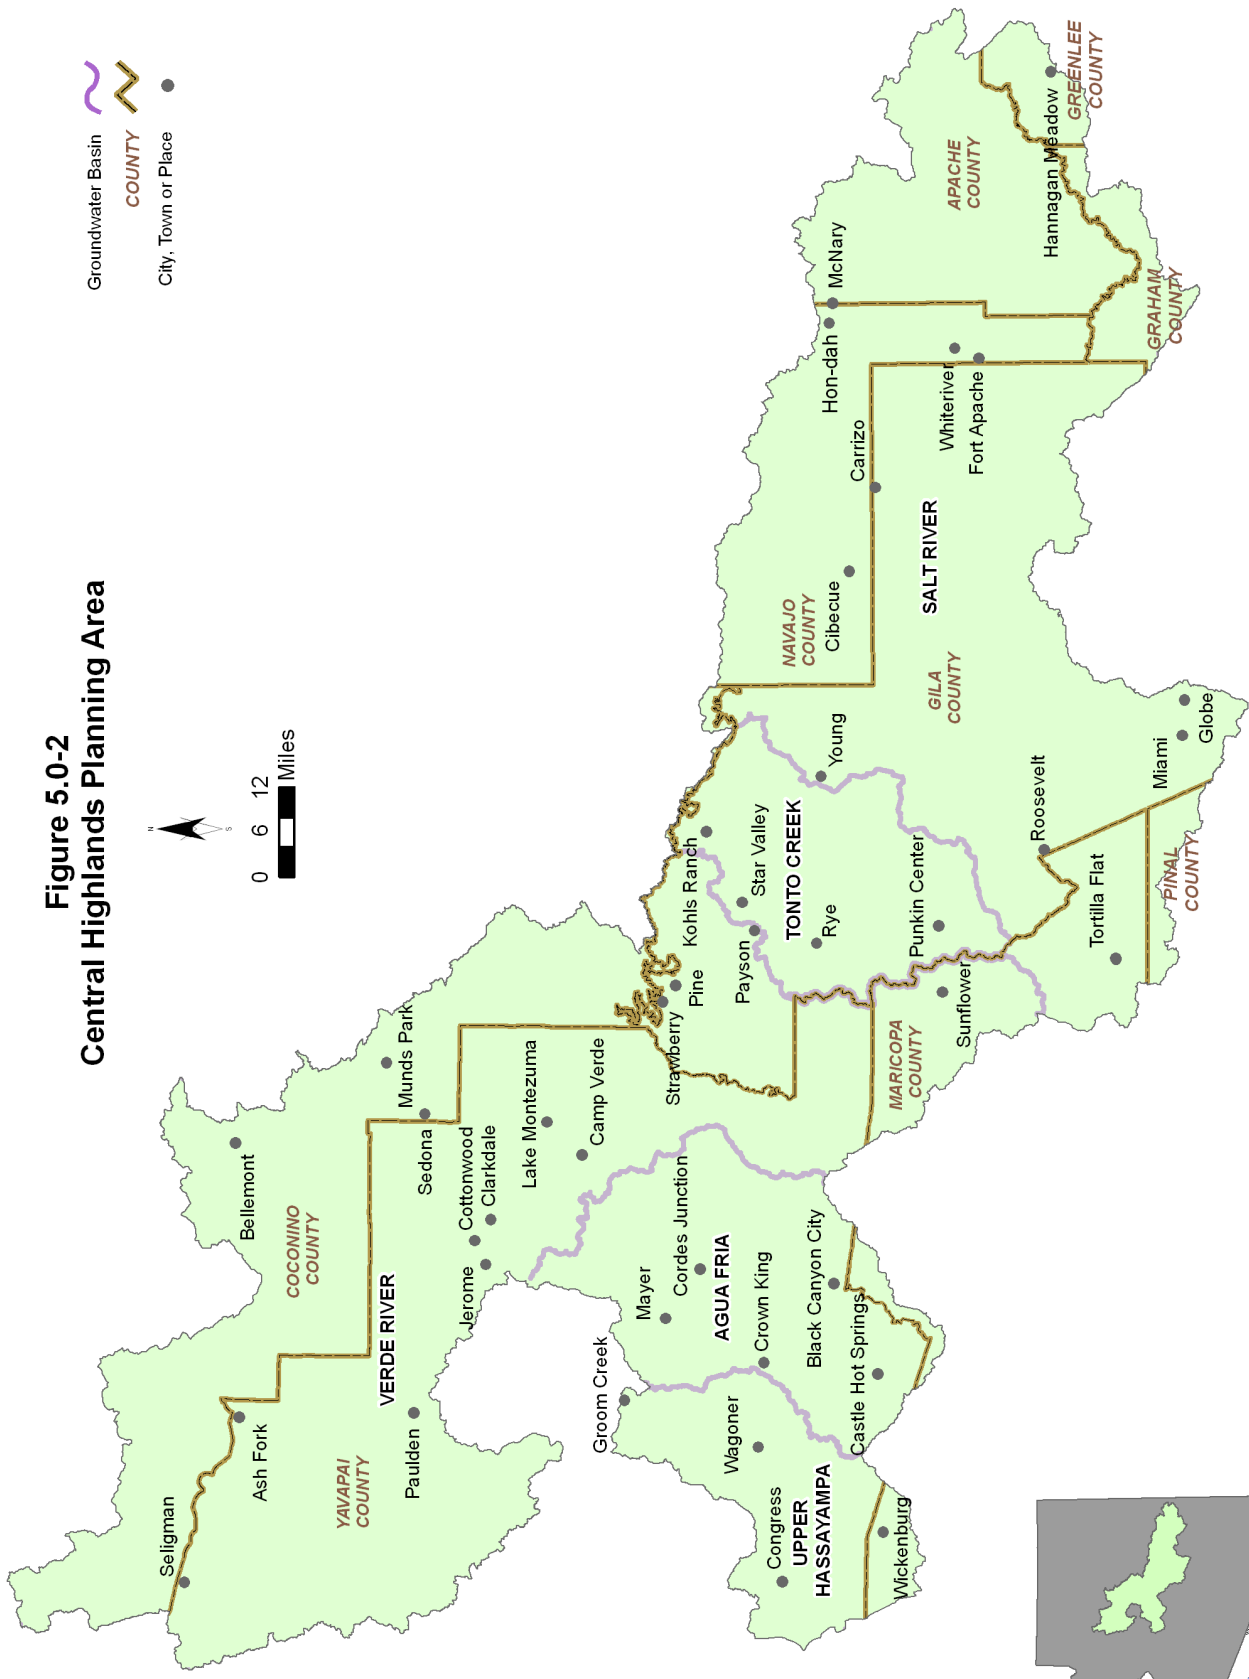 Figure 5.0-2
Central Highlands Planning Area
N
S
0 6 12
Miles
Groundwater Basin
COUNTY
City, Town or Place
Seligman
Ash Fork
Bellemont
COCONINO
COUNTY
YAVAPAI
COUNTY
Paulden
VERDE RIVER
Munds Park
Sedona
Cottonwood
Clarkdale
Jerome
Lake Montezuma
Camp Verde
Strawberry
Pine
Kohls Ranch
Payson
Star Valley
TONTO CREEK
Rye
Young
Punkin Center
Sunflower
MARICOPA
COUNTY
Groom Creek
Mayer
Cordes Junction
AGUA FRIA
Crown King
Black Canyon City
Castle Hot Springs
Wagoner
Congress
UPPER
HASSAYAMPA
Wickenburg
NAVAJO
COUNTY
Cibecue
Carrizo
Hon-dah
McNary
Whiteriver
Fort Apache
SALT RIVER
GILA
COUNTY
APACHE
COUNTY
Hannagan Meadow
GREENLEE
COUNTY
GRAHAM
COUNTY
Roosevelt
Tortilla Flat
Miami
Globe
PINAL
COUNTY